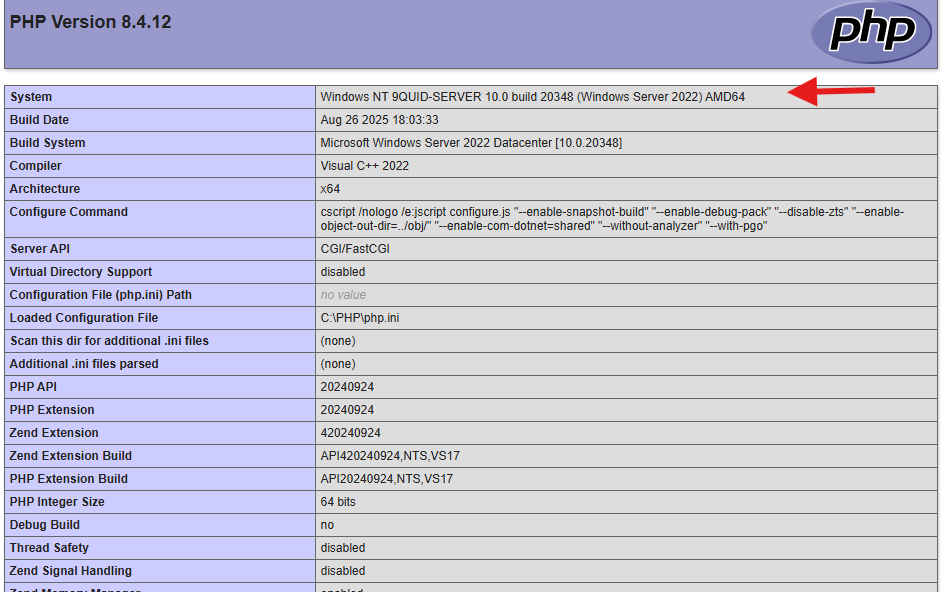 PHP Version 8.4.12
php
System Windows NT 9QUID-SERVER 10.0 build 20348 (Windows Server 2022) AMD64
Build Date Aug 26 2025 18:03:33
Build System Microsoft Windows Server 2022 Datacenter [10.0.20348]
Compiler Visual C++ 2022
Architecture x64
Configure Command cscript /nologo /e:jscript configure.js "--enable-snapshot-build" "--enable-debug-pack" "--disable-zts" "--enable-
object-out-dir=../obj/" "--enable-com-dotnet=shared" "--without-analyzer" "--with-pgo"
Server API CGI/FastCGI
Virtual Directory Support disabled
Configuration File (php.ini) Path no value
Loaded Configuration File C:\PHP\php.ini
Scan this dir for additional .ini files (none)
Additional .ini files parsed (none)
PHP API 20240924
PHP Extension 20240924
Zend Extension 420240924
Zend Extension Build API420240924,NTS,VS17
PHP Extension Build API20240924,NTS,VS17
PHP Integer Size 64 bits
Debug Build no
Thread Safety disabled
Zend Signal Handling disabled
Zend Memory Manager enabled